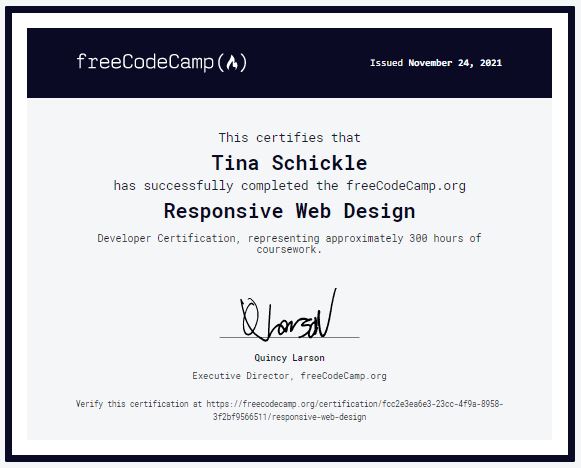 freeCodeCamp(🔥)
Issued November 24, 2021
This certifies that
Tina Schickle
has successfully completed the freeCodeCamp.org
Responsive Web Design
Developer Certification, representing approximately 300 hours of
coursework.
Q Larson
Quincy Larson
Executive Director, freeCodeCamp.org
Verify this certification at https://freecodecamp.org/certification/fcc2e3ea6e3-23cc-4f9a-8958-
3f2bf9566511/responsive-web-design